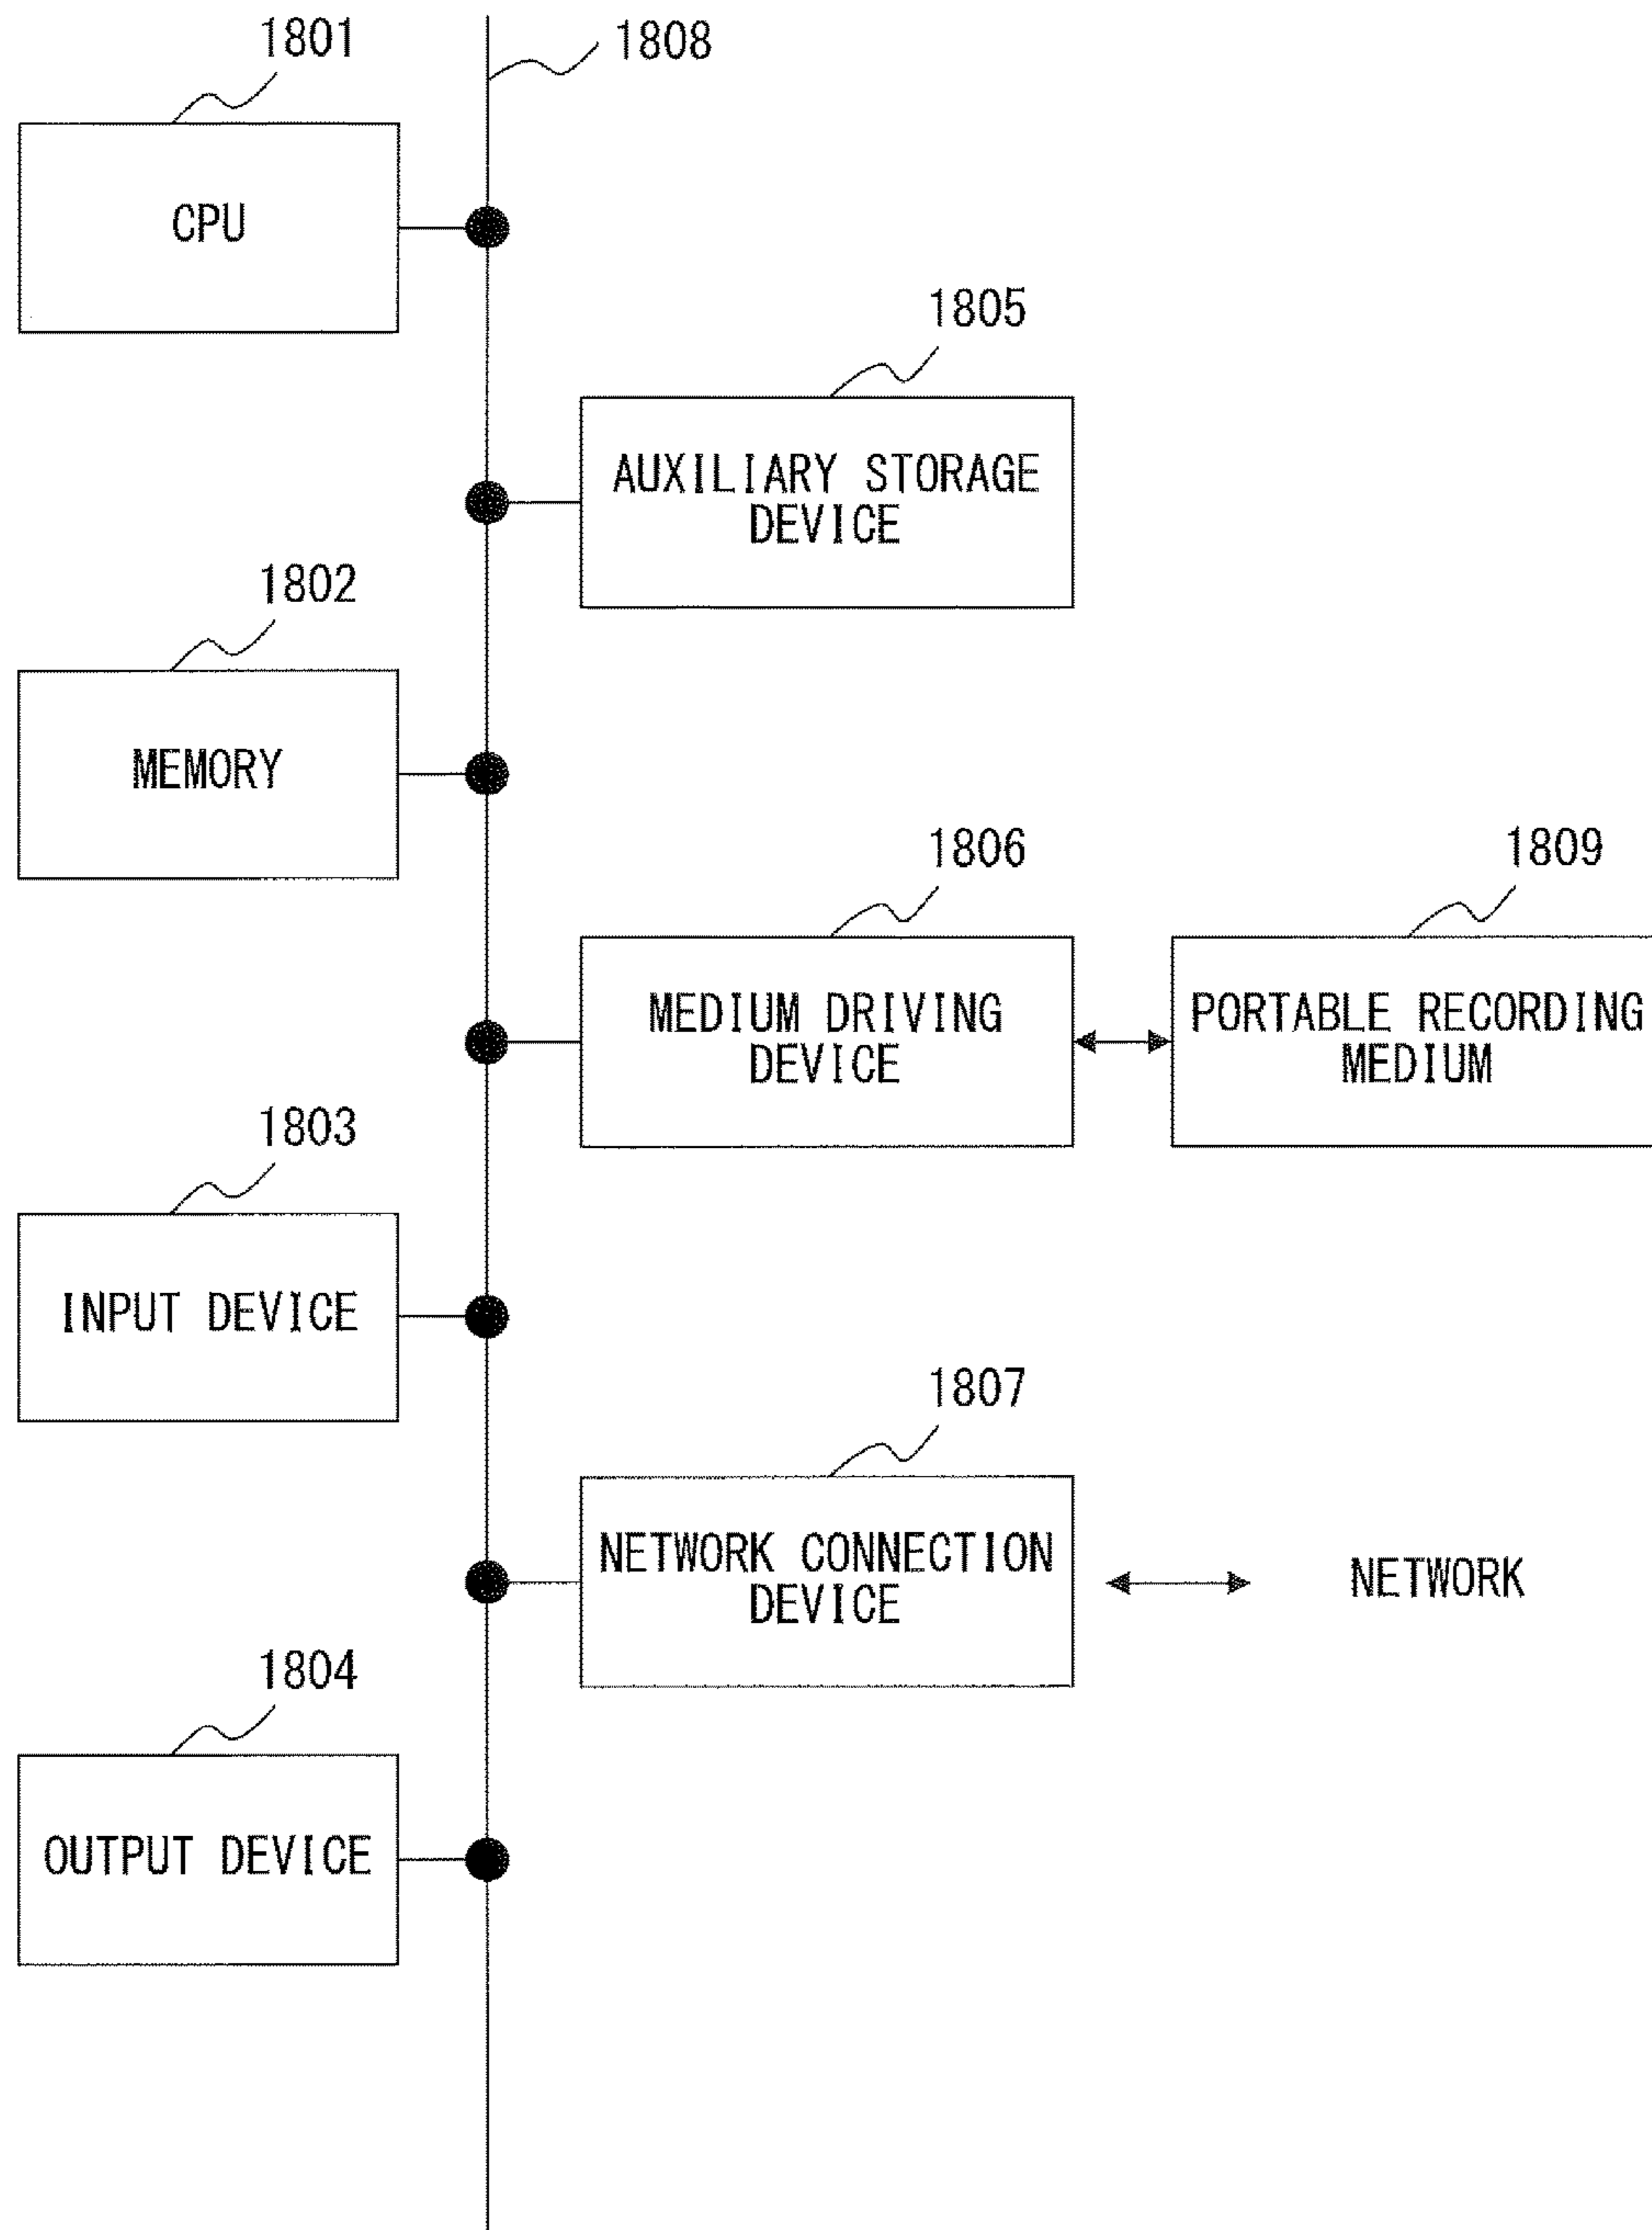 1801
1808
CPU
1805
AUXILIARY STORAGE
DEVICE
1802
MEMORY
1806
1809
MEDIUM DRIVING
DEVICE
PORTABLE RECORDING
MEDIUM
1803
INPUT DEVICE
1807
NETWORK CONNECTION
DEVICE
NETWORK
1804
OUTPUT DEVICE